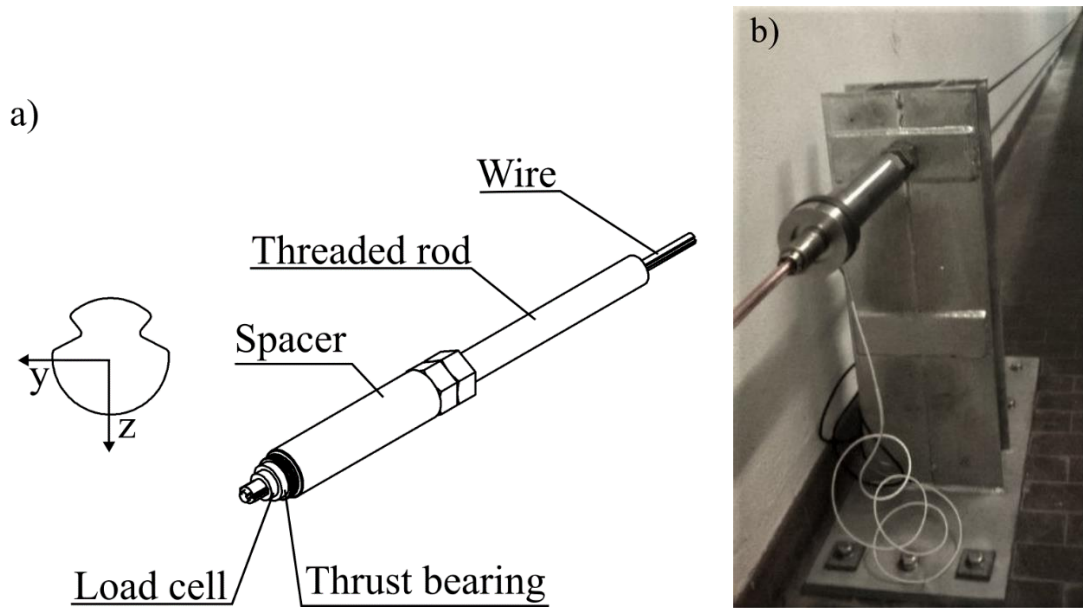 b)
a)
Wire
Threaded rod
Spacer
y
z
Load cell
Thrust bearing